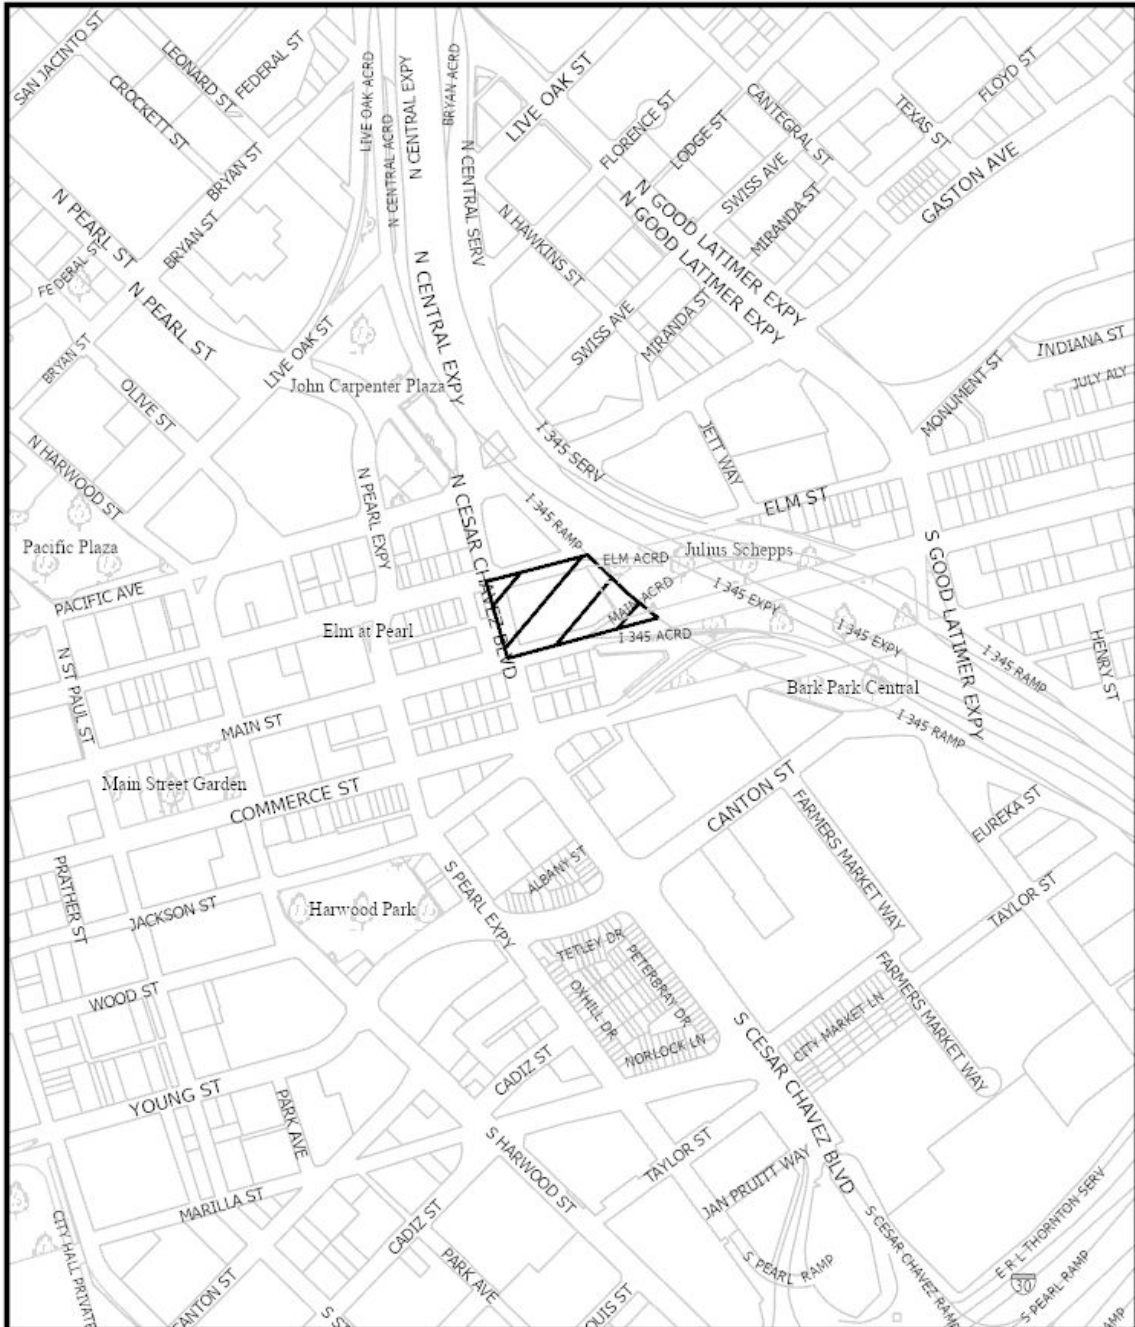 SAN JACINTO ST
LEONARD ST
FEDERAL ST
CROCKETT ST
LIVE OAK ACRD
N CENTRAL ACRD
N CENTRAL EXPY
BRYAN ACRD
N CENTRAL SERV
LIVE OAK ST
FLORENCE ST
LODGE ST
CANTEGRAL ST
TEXAS ST
FLOYD ST
GASTON AVE
SWISS AVE
MIRANDA ST
BRYAN ST
N PEARL ST
BRYAN ST
FEDERAL ST
N PEARL ST
N HAWKINS ST
N GOOD LATIMER EXPY
N GOOD LATIMER EXPY
N CENTRAL EXPY
SWISS AVE
MIRANDA S
INDIANA ST
JULY ALY
MONUMENT ST
BRYAN ST
OLIVE ST
LIVE OAK ST
John Carpenter Plaza
N HARWOOD ST
I 345 SERV
JETT WAY
ELM ST
N PEARL EXPY
N CESAR CHAVEZ BLVD
I 345 RAMP
Pacific Plaza
PACIFIC AVE
ELM ACRD
Julius Schepps
MAIN ACRD
I 345 EXPY
I 345 ACRD
I 345 EXPY
S GOOD LATIMER EXPY
I 345 RAMP
HENRY ST
Elm at Pearl
N ST PAUL ST
MAIN ST
Bark Park Central
I 345 RAMP
Main Street Garden
COMMERCE ST
CANTON ST
FARMERS MARKET WAY
EUREKA ST
PRATHER ST
JACKSON ST
Harwood Park
S PEARL EXPY
ALBANY ST
TAYLOR ST
TETLEY DR
PETERBRAY DR
OXHILL DR
NORLOCK LN
FARMERS MARKET WAY
CITY MARKET LN
WOOD ST
YOUNG ST
PARK AVE
CADIZ ST
S CESAR CHAVEZ BLVD
S HARWOOD ST
TAYLOR ST
JAN PRUITT WAY
MARILLA ST
CADIZ ST
PARK AVE
S PEARL RAMP
S CESAR CHAVEZ RAMP
E R L THORNTON SERV
30
S PEARL RAMP
CITY HALL PRIVATE
CANTON ST
S S
OUIS ST
AMP